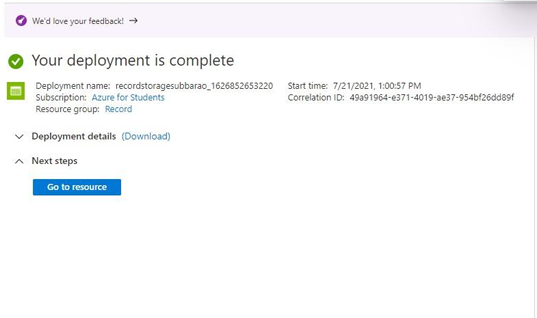 We'd love your feedback! →
Your deployment is complete
Deployment name: recordstoragesubbarao_1626852653220
Subscription: Azure for Students
Resource group: Record
Start time: 7/21/2021, 1:00:57 PM
Correlation ID: 49a91964-e371-4019-ae37-954bf26dd89f
Deployment details (Download)
Next steps
Go to resource